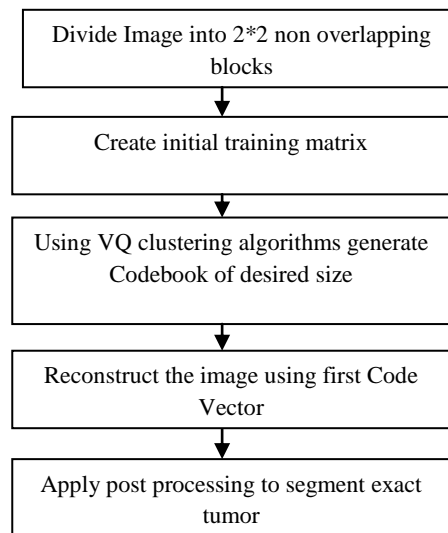 Divide Image into 2*2 non overlapping
blocks
Create initial training matrix
Using VQ clustering algorithms generate
Codebook of desired size
Reconstruct the image using first Code
Vector
Apply post processing to segment exact
tumor